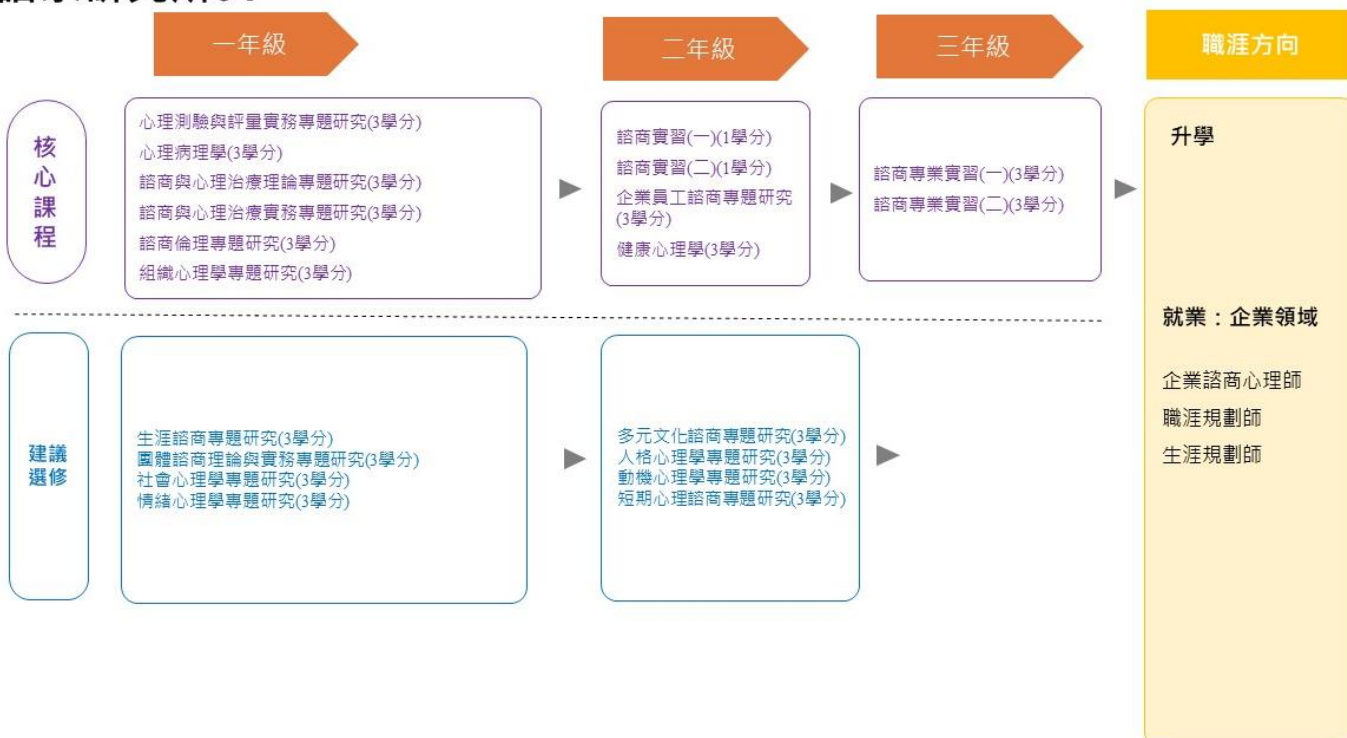 一年級
二年級
三年級
職涯方向
核心課程
心理測驗與評量實務專題研究(3學分)
心理病理學(3學分)
諮商與心理治療理論專題研究(3學分)
諮商與心理治療實務專題研究(3學分)
諮商倫理專題研究(3學分)
組織心理學專題研究(3學分)
諮商實習(一)(1學分)
諮商實習(二)(1學分)
企業員工諮商專題研究
(3學分)
健康心理學(3學分)
諮商專業實習(一)(3學分)
諮商專業實習(二)(3學分)
升學
就業：企業領域
企業諮商心理師
職涯規劃師
生涯規劃師
建議
選修
生涯諮商專題研究(3學分)
團體諮商理論與實務專題研究(3學分)
社會心理學專題研究(3學分)
情緒心理學專題研究(3學分)
多元文化諮商專題研究(3學分)
人格心理學專題研究(3學分)
動機心理學專題研究(3學分)
短期心理諮商專題研究(3學分)